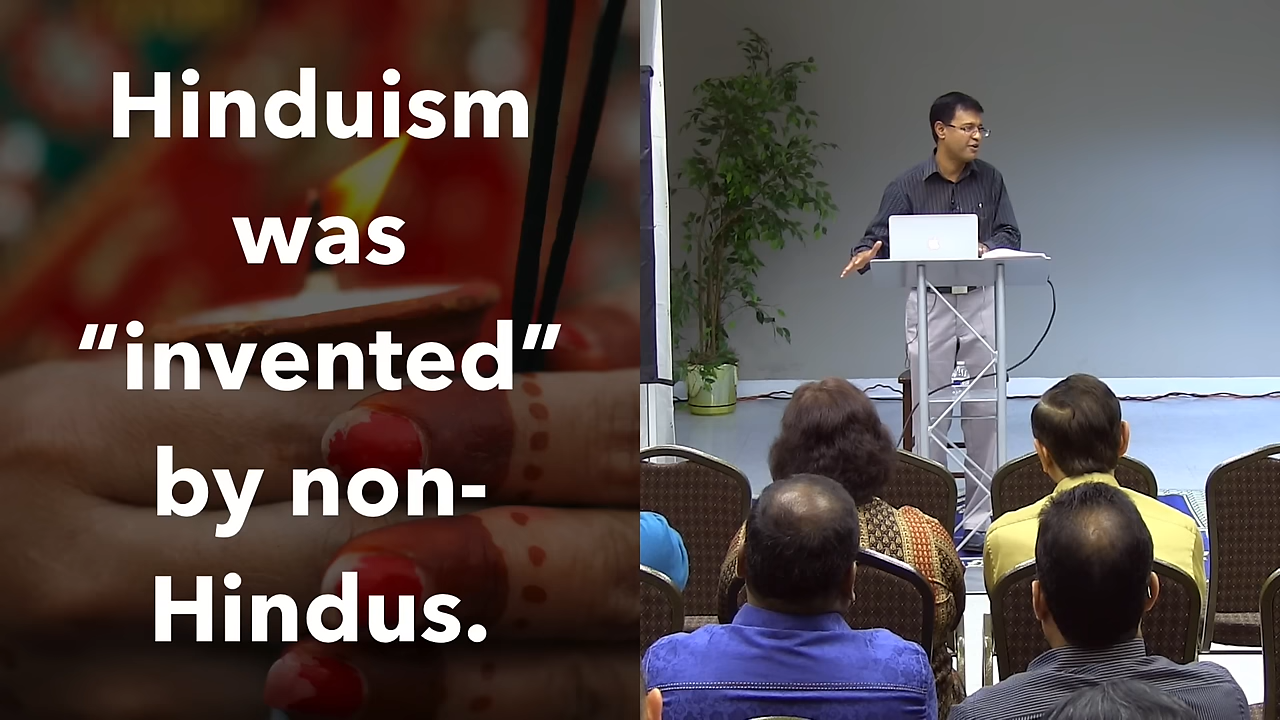 Hinduism
was
“invented”
by non-
Hindus.